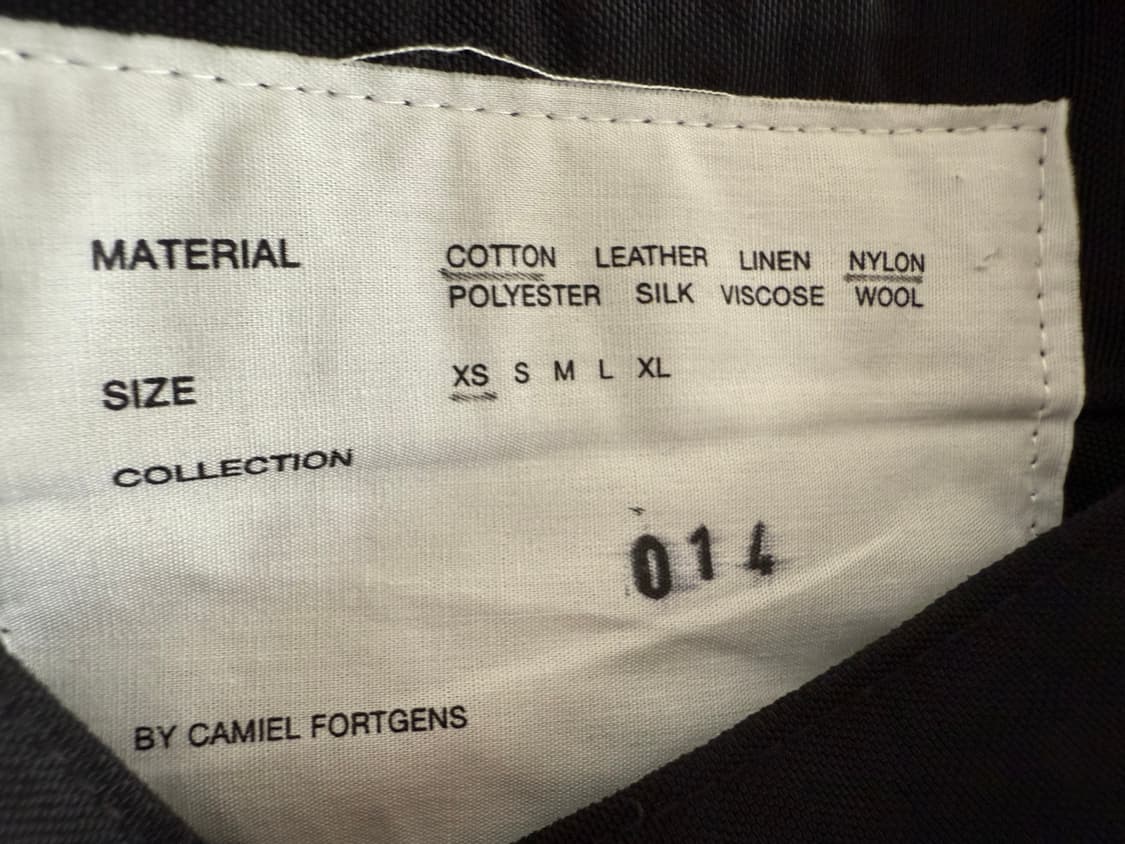 MATERIAL COTTON LEATHER LINEN NYLON
POLYESTER SILK VISCOSE WOOL
SIZE XS S M L XL
COLLECTION
014
BY CAMIEL FORTGENS